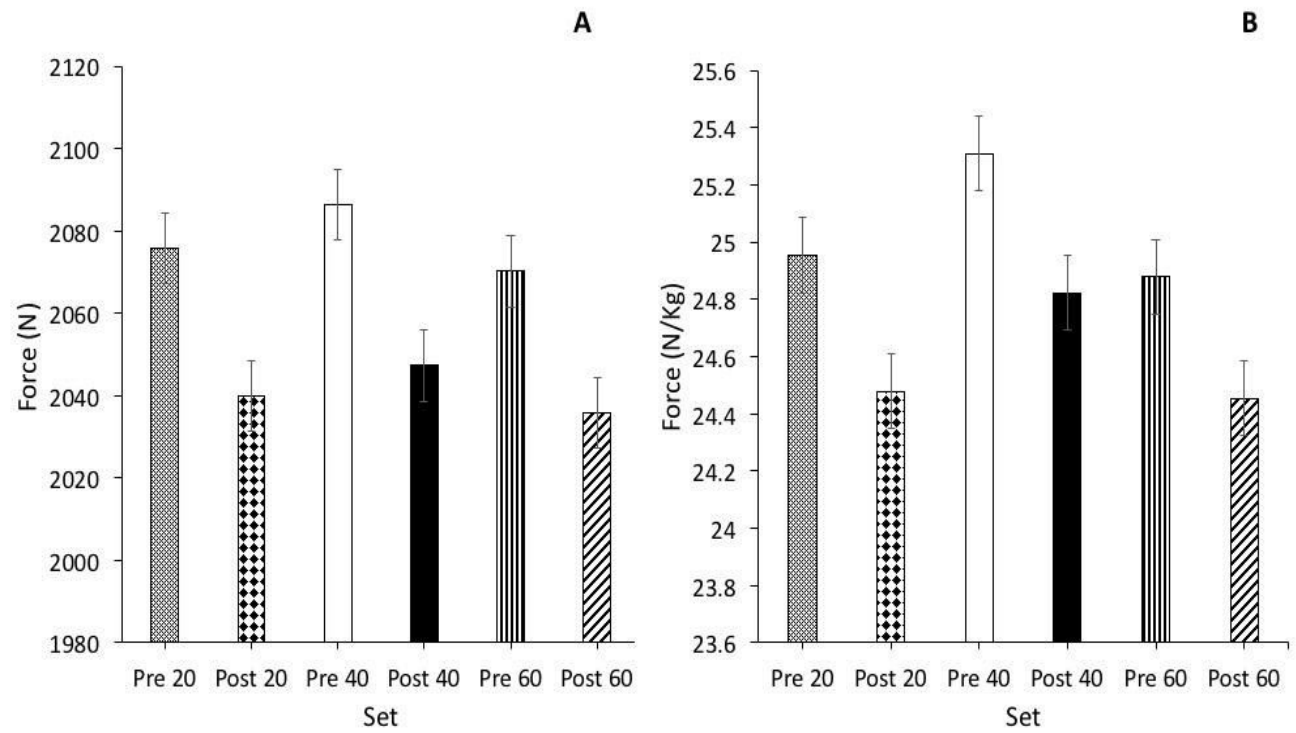 A
Force (N)
2120
2100
2080
2060
2040
2020
2000
1980
Pre 20 Post 20 Pre 40 Post 40 Pre 60 Post 60
Set
B
Force (N/Kg)
25.6
25.4
25.2
25
24.8
24.6
24.4
24.2
24
23.8
23.6
Pre 20 Post 20 Pre 40 Post 40 Pre 60 Post 60
Set